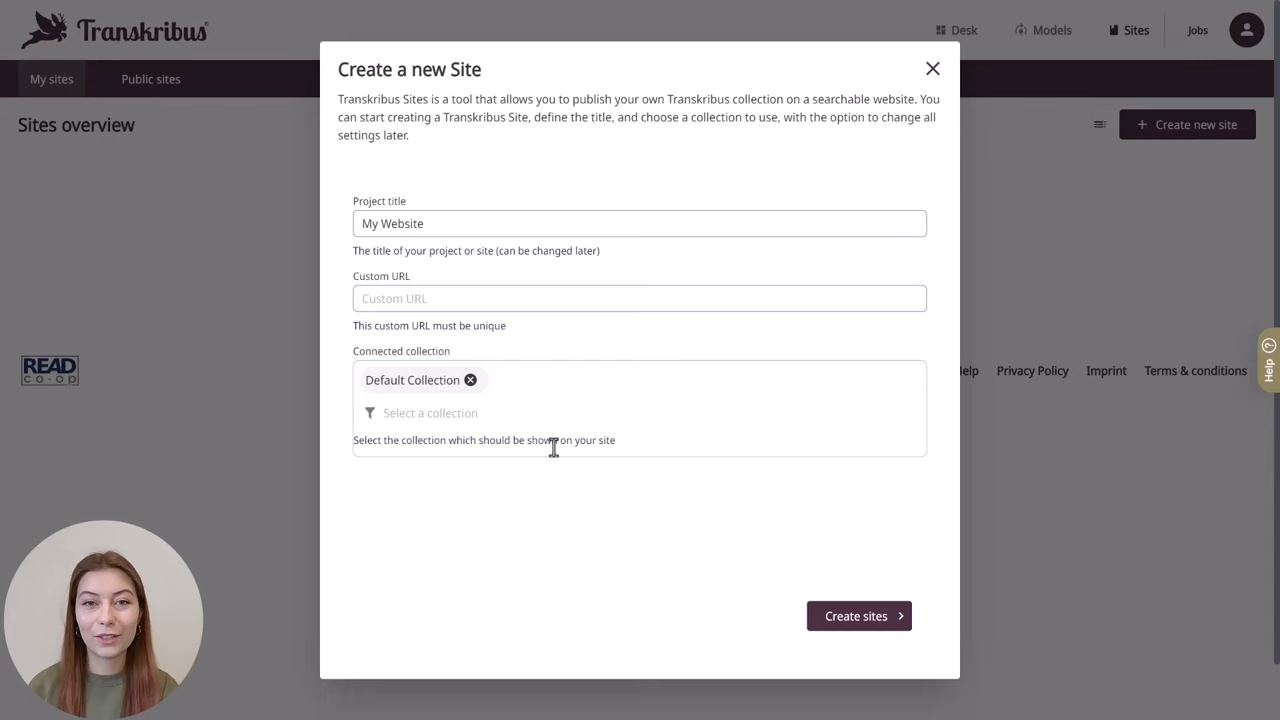 Transkribus
Desk
Models
Sites
Jobs
My sites
Public sites
Sites overview
Create new site
Create a new Site
Transkribus Sites is a tool that allows you to publish your own Transkribus collection on a searchable website. You
can start creating a Transkribus Site, define the title, and choose a collection to use, with the option to change all
settings later.
Project title
My Website
The title of your project or site (can be changed later)
Custom URL
Custom URL
This custom URL must be unique
Connected collection
Default Collection
Select a collection
Select the collection which should be shown on your site
Create sites
READ
co-op
elp
Privacy Policy
Imprint
Terms & conditions
Help